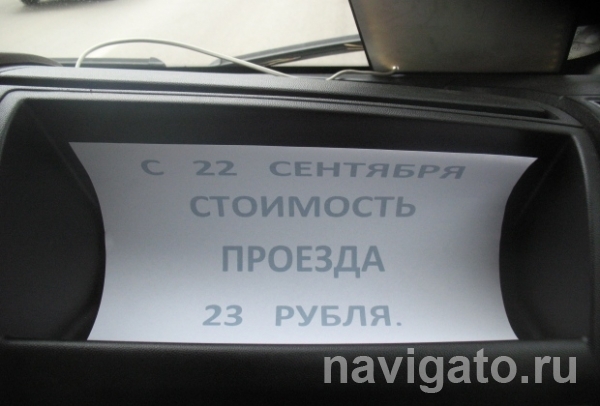 С 22 СЕНТЯБРЯ
СТОИМОСТЬ
ПРОЕЗДА
23 РУБЛЯ.
navigato.ru